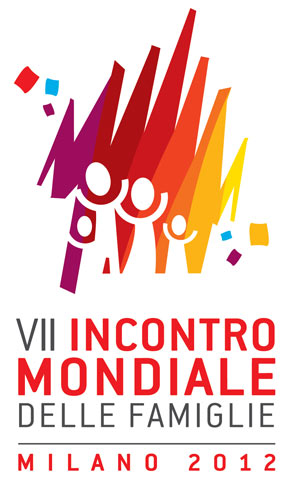 VII INCONTRO
MONDIALE
DELLE FAMIGLIE
MILANO 2012